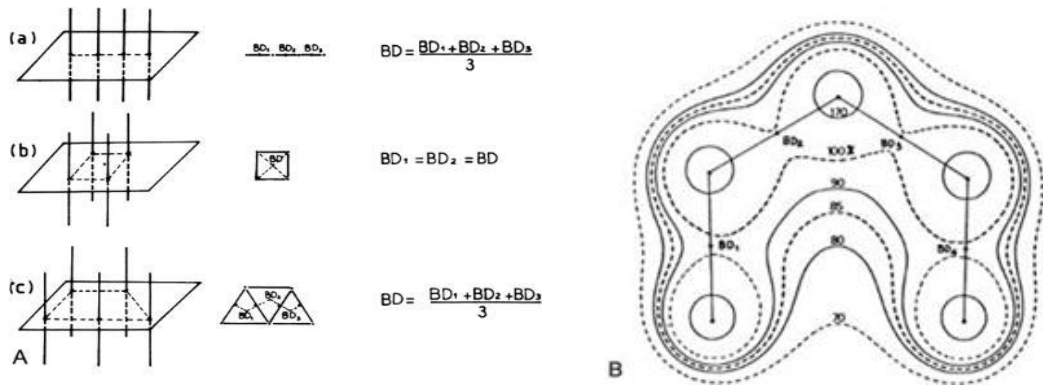 (a)
BD₁ BD₂ BD₃
BD = BD₁ + BD₂ + BD₃ / 3
(b)
BD
BD₁ = BD₂ = BD
(c)
BD₁ BD₂ BD₃
BD = BD₁ + BD₂ + BD₃ / 3
A
170
BD₂
BD₃
100%
90
85
BD₁
80
70
B